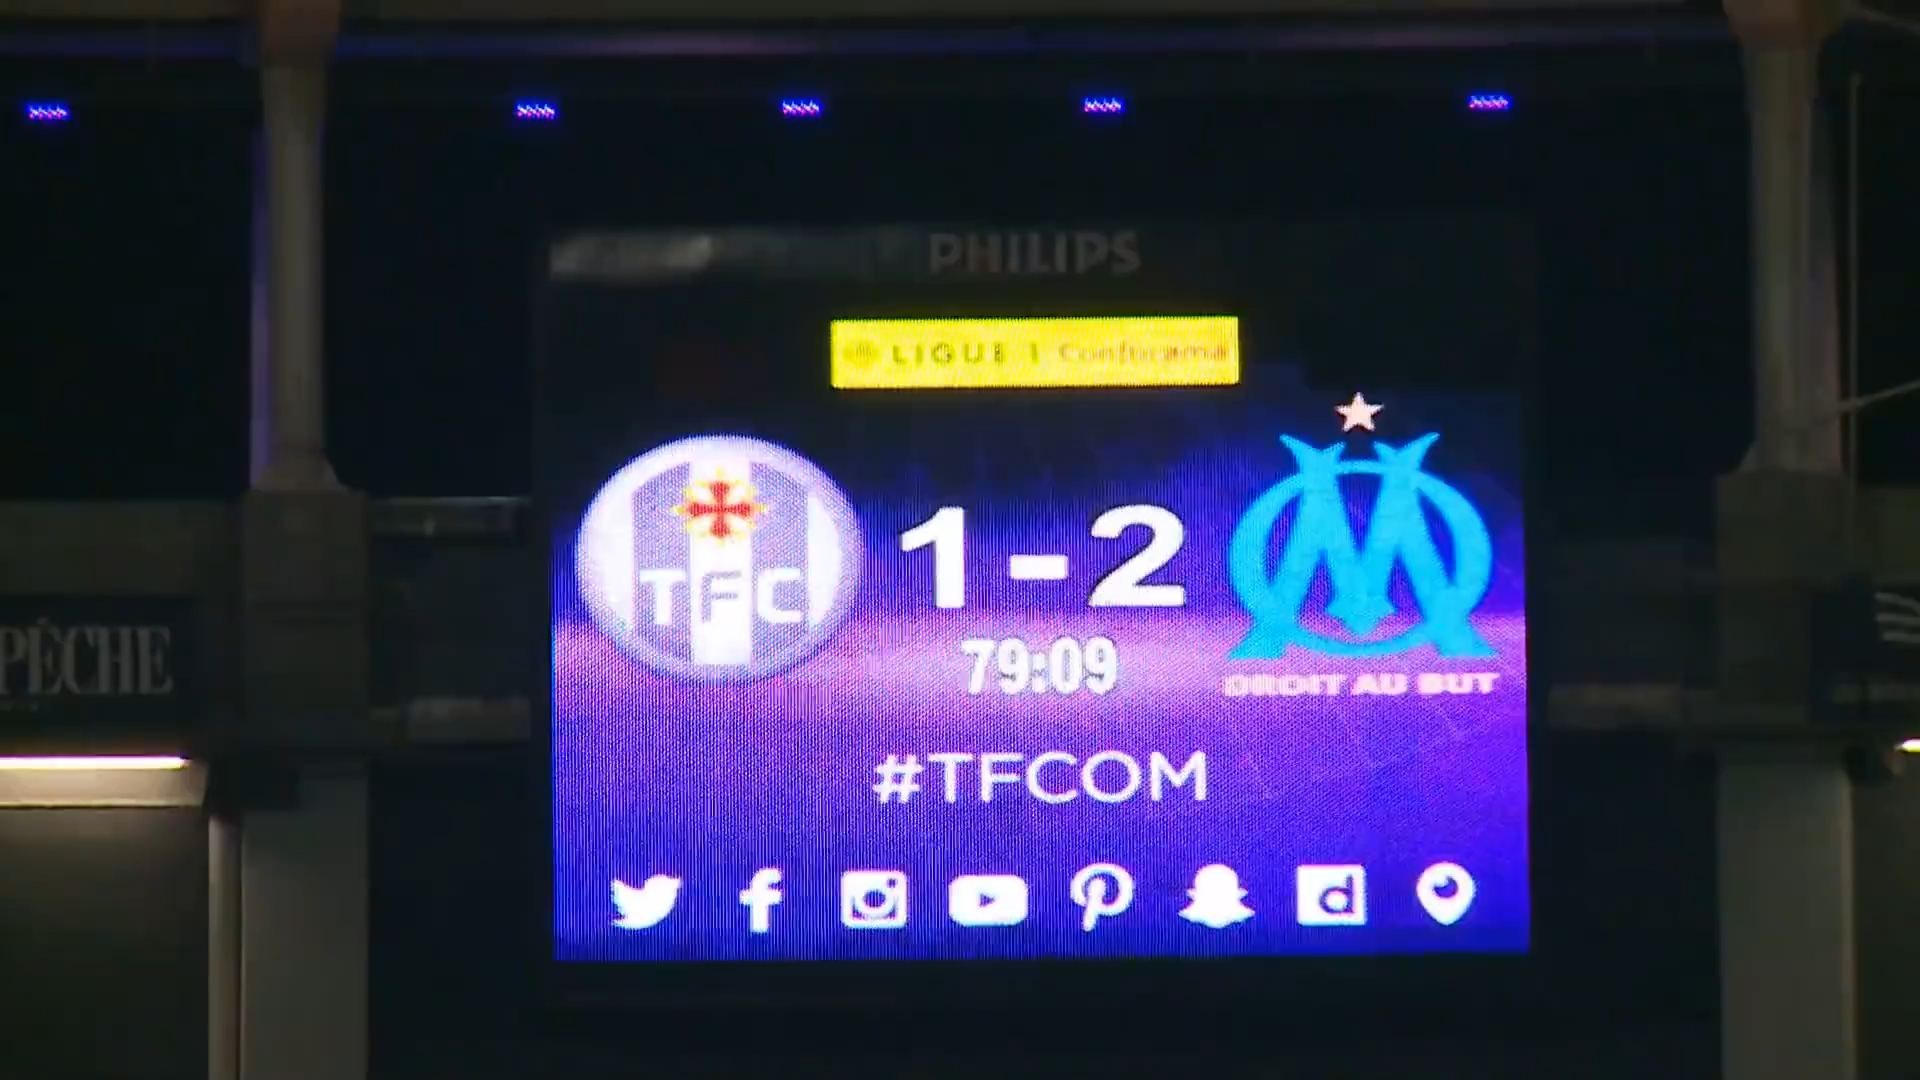 PHILIPS
LIGUE 1 Conforama
TFC
1-2
79:09
DROIT AU BUT
PÊCHE
#TFCOM